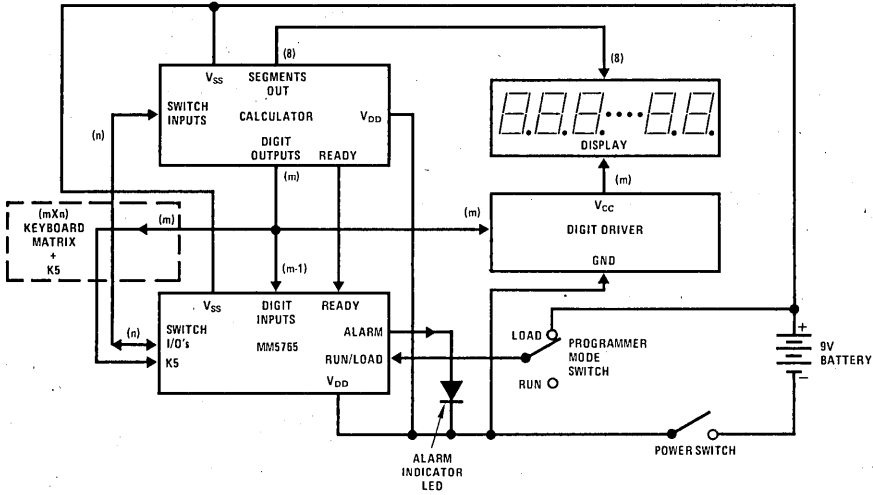 (8)
(8)
VSS
SEGMENTS
OUT
SWITCH
INPUTS
CALCULATOR
VDD
DIGIT
OUTPUTS
READY
(n)
DISPLAY
(m)
(m)
(mXn)
KEYBOARD
MATRIX
+
K5
(m)
(m)
VCC
DIGIT DRIVER
GND
(m-1)
VSS
DIGIT
INPUTS
READY
(n)
SWITCH
I/O's
K5
MM5765
ALARM
RUN/LOAD
VDD
LOAD
RUN
PROGRAMMER
MODE
SWITCH
+
9V
BATTERY
−
ALARM
INDICATOR
LED
POWER SWITCH